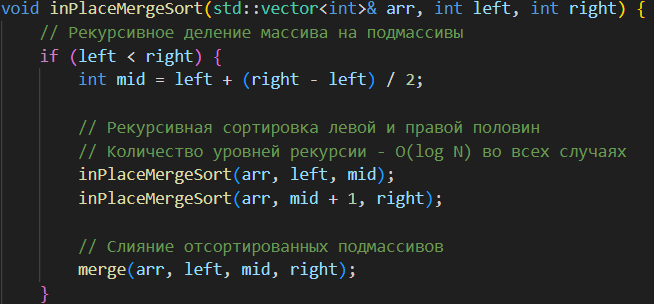 void inPlaceMergeSort(std::vector<int>& arr, int left, int right) {
// Рекурсивное деление массива на подмассивы
if (left < right) {
int mid = left + (right - left) / 2;
// Рекурсивная сортировка левой и правой половин
// Количество уровней рекурсии - O(log N) во всех случаях
inPlaceMergeSort(arr, left, mid);
inPlaceMergeSort(arr, mid + 1, right);
// Слияние отсортированных подмассивов
merge(arr, left, mid, right);
}